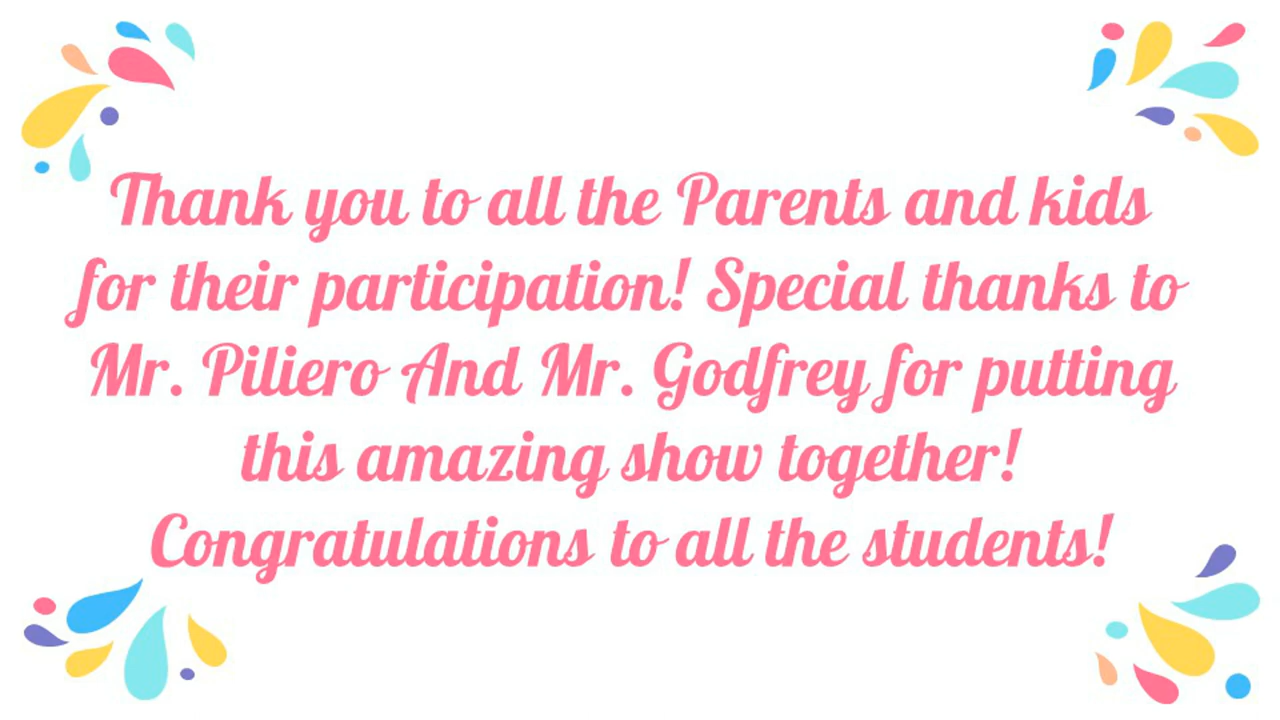 Thank you to all the Parents and kids
for their participation! Special thanks to
Mr. Piliero And Mr. Godfrey for putting
this amazing show together!
Congratulations to all the students!